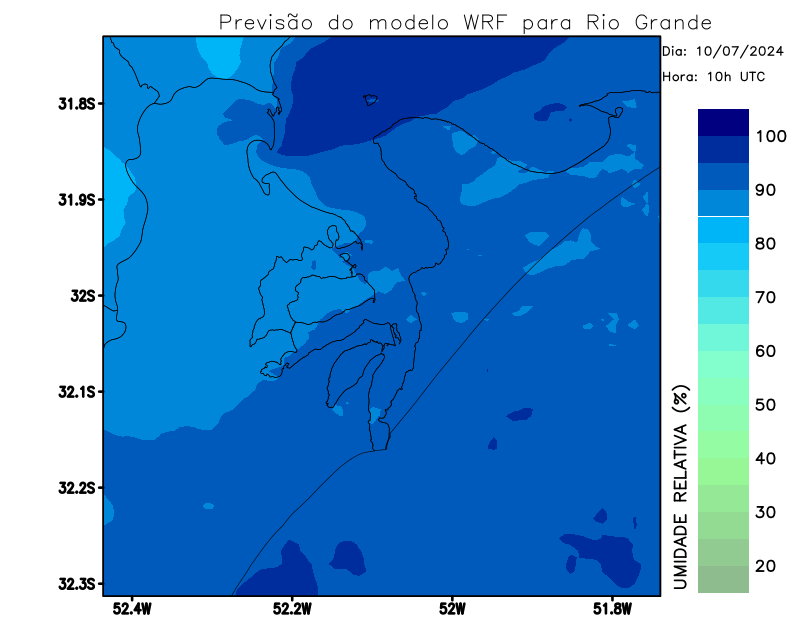 Previsão do modelo WRF para Rio Grande
Dia: 10/07/2024
Hora: 10h UTC
31.8S
31.9S
32S
32.1S
32.2S
32.3S
52.4W
52.2W
52W
51.8W
100
90
80
70
60
50
40
30
20
UMIDADE RELATIVA (%)